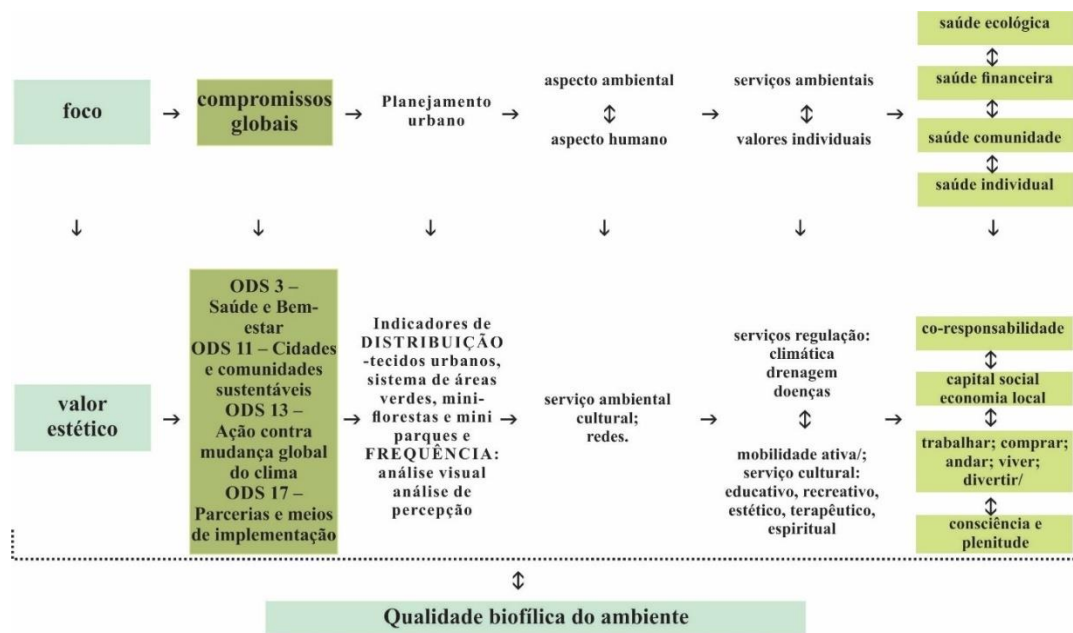 foco
→
compromissos
globais
→
Planejamento
urbano
→
aspecto ambiental
↕
aspecto humano
→
serviços ambientais
↕
valores individuais
→
saúde ecológica
↕
saúde financeira
↕
saúde comunidade
↕
saúde individual
↓ ↓ ↓ ↓ ↓ ↓
valor
estético
→
ODS 3 –
Saúde e Bem-
estar
ODS 11 – Cidades
e comunidades
sustentáveis
ODS 13 –
Ação contra
mudança global
do clima
ODS 17 –
Parcerias e meios
de implementação
→
Indicadores de
DISTRIBUIÇÃO
-tecidos urbanos,
sistema de áreas
verdes, mini-
florestas e mini
parques e
FREQUÊNCIA:
análise visual
análise de
percepção
→
serviço ambiental
cultural;
redes.
→
serviços regulação:
climática
drenagem
doenças
↕
mobilidade ativa/;
serviço cultural:
educativo, recreativo,
estético, terapêutico,
espiritual
→
co-responsabilidade
↕
capital social
economia local
↕
trabalhar; comprar;
andar; viver;
divertir/
↕
consciência e
plenitude
↕
Qualidade biofílica do ambiente